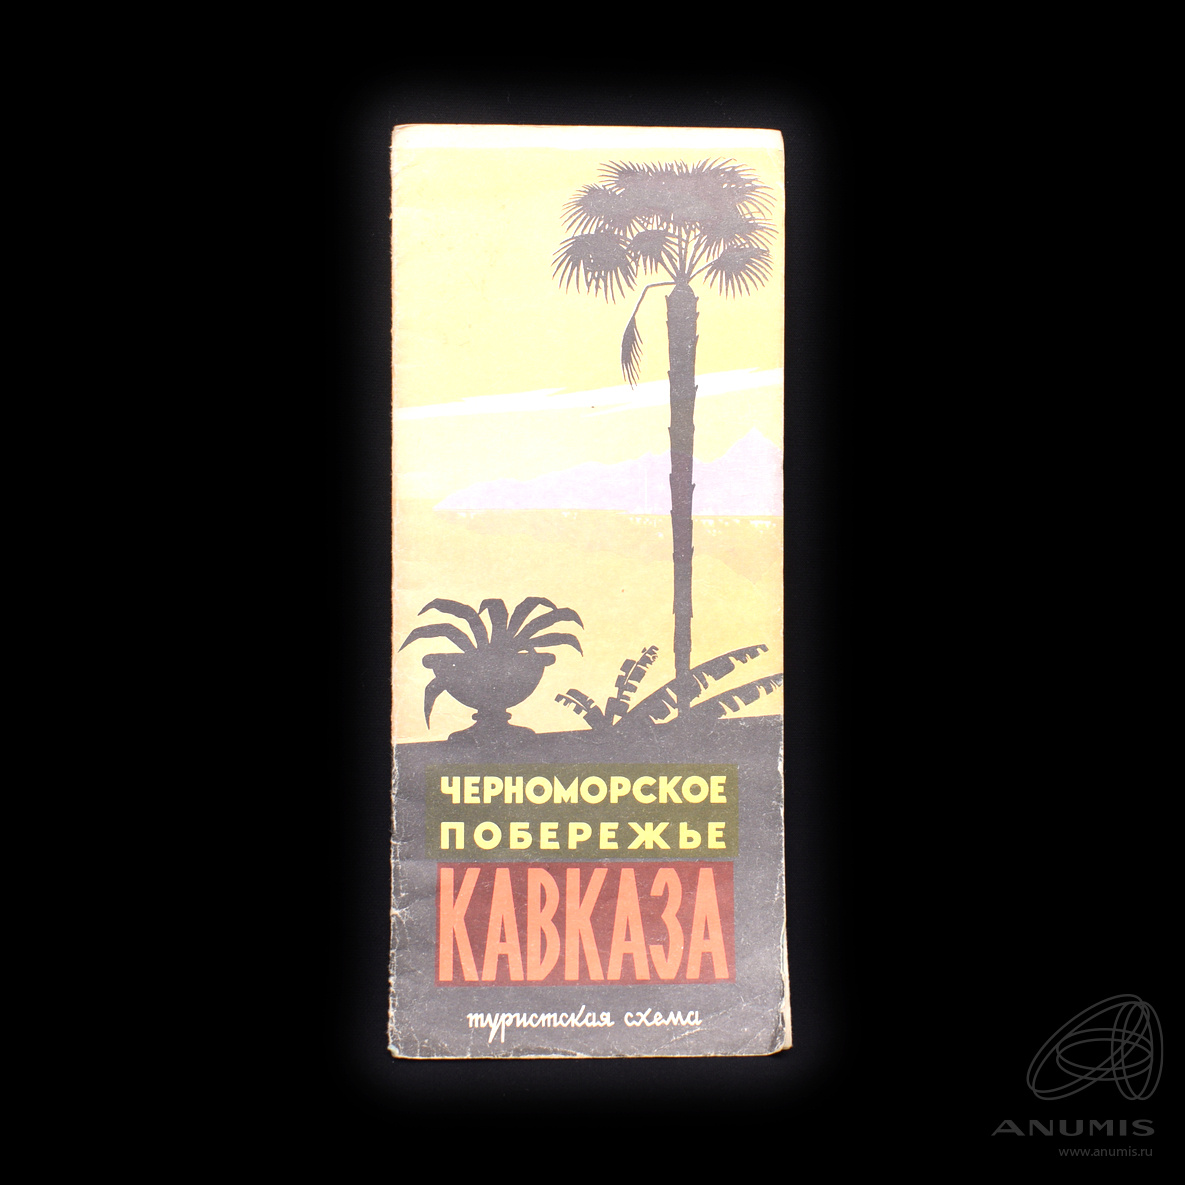 ЧЕРНОМОРСКОЕ
ПОБЕРЕЖЬЕ
КАВКАЗА
туристская схема
ANUMIS
www.anumis.ru